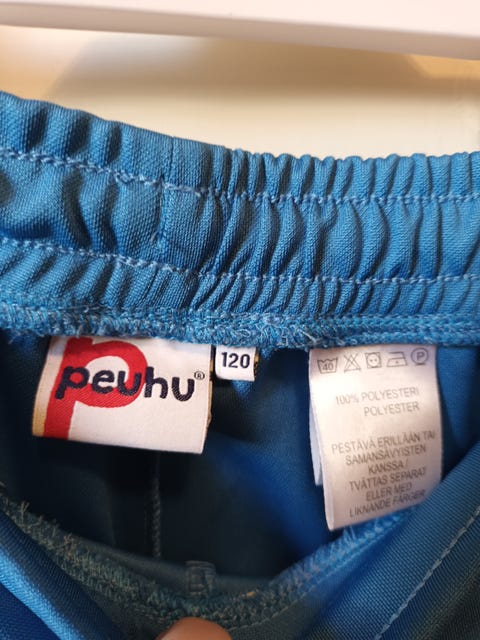 peuhu®
120
40 P
100% POLYESTERI
POLYESTER
PESTÄVÄ ERILLÄÄN TAI
SAMANSÄVYISTEN
KANSSA /
TVÄTTAS SEPARAT
ELLER MED
LIKNANDE FÄRGER